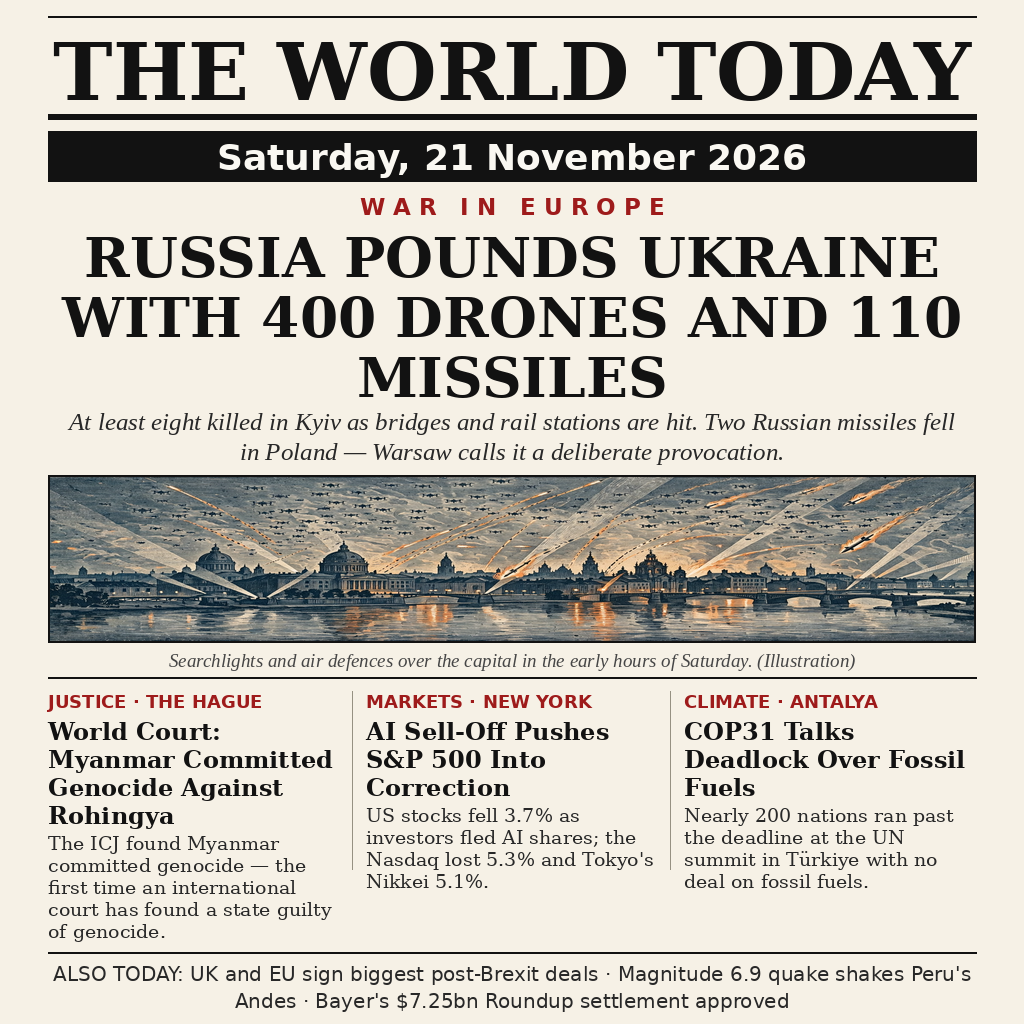 THE WORLD TODAY
Saturday, 21 November 2026
WAR IN EUROPE
RUSSIA POUNDS UKRAINE
WITH 400 DRONES AND 110
MISSILES
At least eight killed in Kyiv as bridges and rail stations are hit. Two Russian missiles fell
in Poland — Warsaw calls it a deliberate provocation.
Searchlights and air defences over the capital in the early hours of Saturday. (Illustration)
JUSTICE · THE HAGUE
World Court:
Myanmar Committed
Genocide Against
Rohingya
The ICJ found Myanmar
committed genocide — the
first time an international
court has found a state guilty
of genocide.
MARKETS · NEW YORK
AI Sell-Off Pushes
S&P 500 Into
Correction
US stocks fell 3.7% as
investors fled AI shares; the
Nasdaq lost 5.3% and Tokyo's
Nikkei 5.1%.
CLIMATE · ANTALYA
COP31 Talks
Deadlock Over Fossil
Fuels
Nearly 200 nations ran past
the deadline at the UN
summit in Türkiye with no
deal on fossil fuels.
ALSO TODAY: UK and EU sign biggest post-Brexit deals · Magnitude 6.9 quake shakes Peru's
Andes · Bayer's $7.25bn Roundup settlement approved